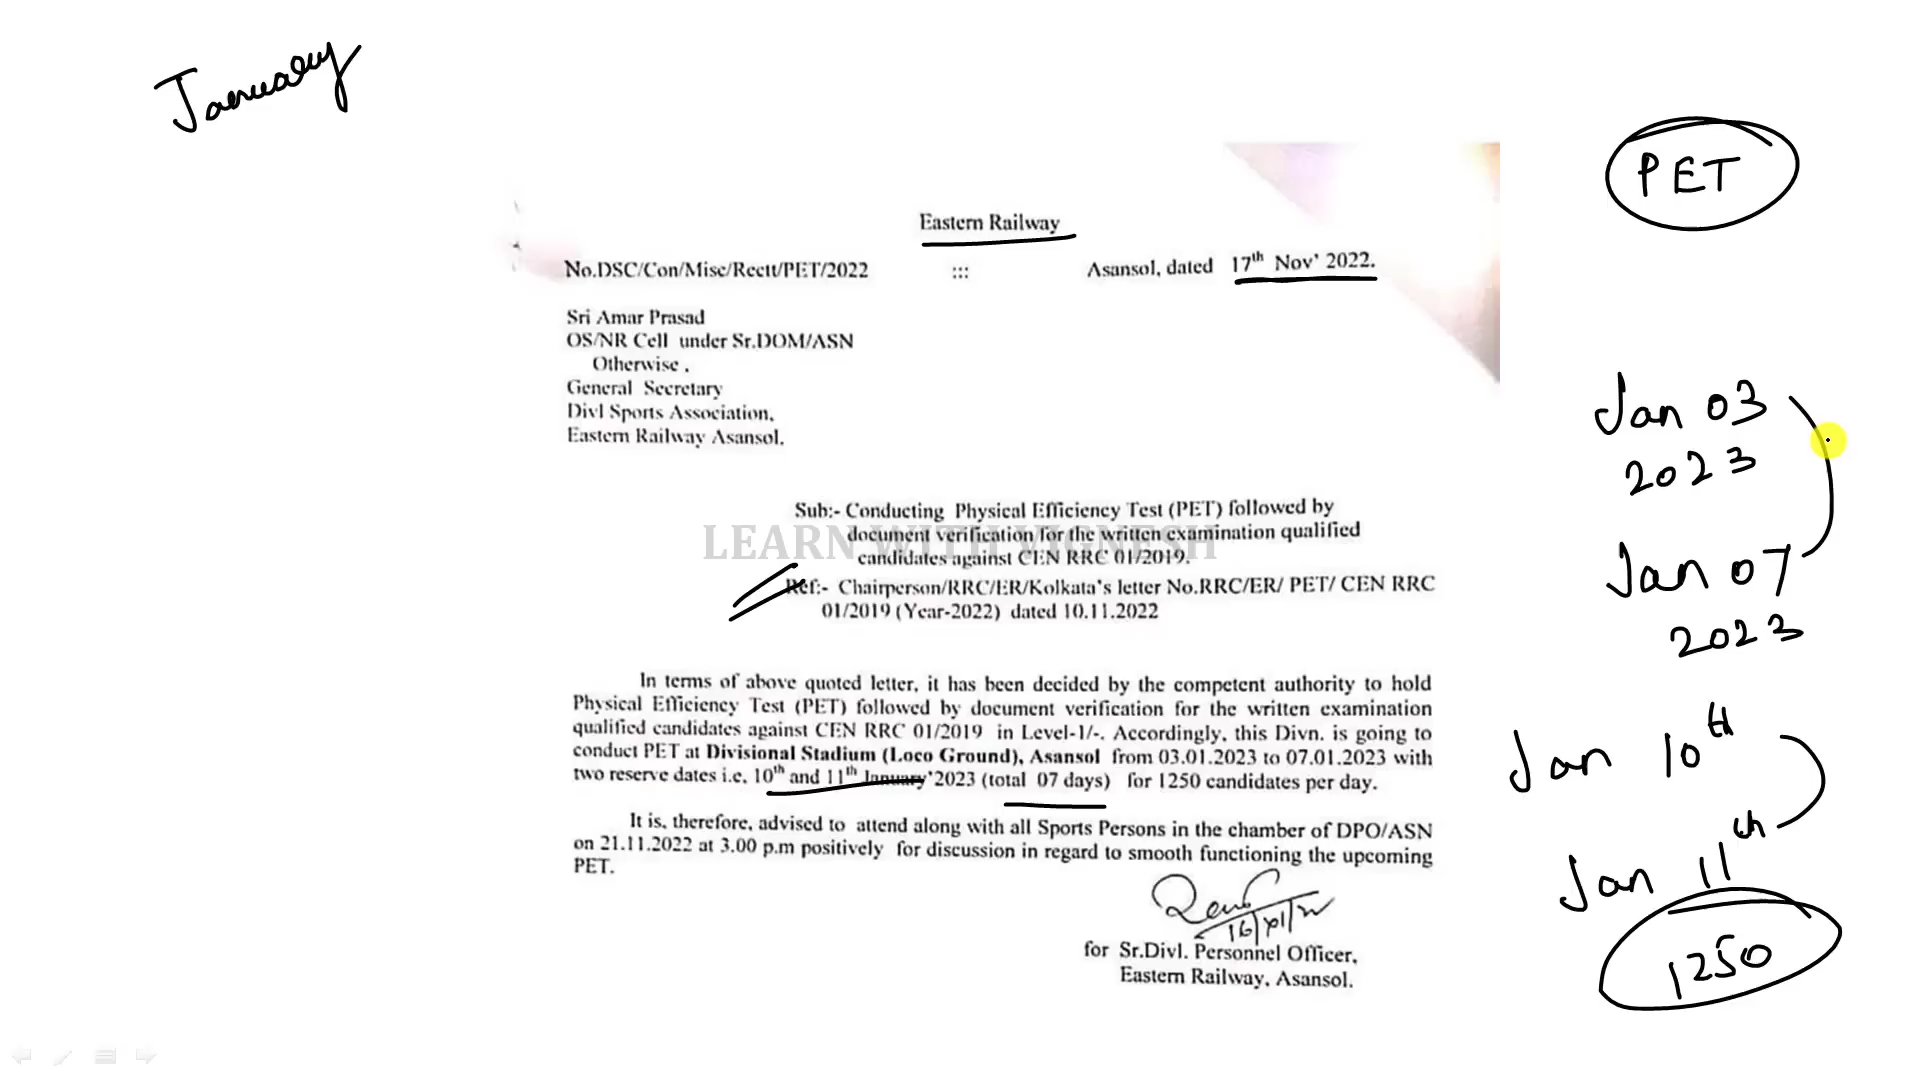 January
PET
Eastern Railway
No.DSC/Con/Misc/Rectt/PET/2022 ::: Asansol, dated 17th Nov' 2022.
Sri Amar Prasad
OS/NR Cell under Sr.DOM/ASN
Otherwise ,
General Secretary
Divl Sports Association,
Eastern Railway Asansol.
Jan 03
2023
Jan 07
2023
Sub:- Conducting Physical Efficiency Test (PET) followed by
document verification for the written examination qualified
candidates against CEN RRC 01/2019.
LEARN WITH VIGNESH
Ref:- Chairperson/RRC/ER/Kolkata's letter No.RRC/ER/ PET/ CEN RRC
01/2019 (Year-2022) dated 10.11.2022
In terms of above quoted letter, it has been decided by the competent authority to hold
Physical Efficiency Test (PET) followed by document verification for the written examination
qualified candidates against CEN RRC 01/2019 in Level-1/-. Accordingly, this Divn. is going to
conduct PET at Divisional Stadium (Loco Ground), Asansol from 03.01.2023 to 07.01.2023 with
two reserve dates i.e. 10th and 11th January'2023 (total 07 days) for 1250 candidates per day.
Jan 10th
Jan 11th
1250
It is, therefore, advised to attend along with all Sports Persons in the chamber of DPO/ASN
on 21.11.2022 at 3.00 p.m positively for discussion in regard to smooth functioning the upcoming
PET.
16/XI/22
for Sr.Divl. Personnel Officer,
Eastern Railway, Asansol.